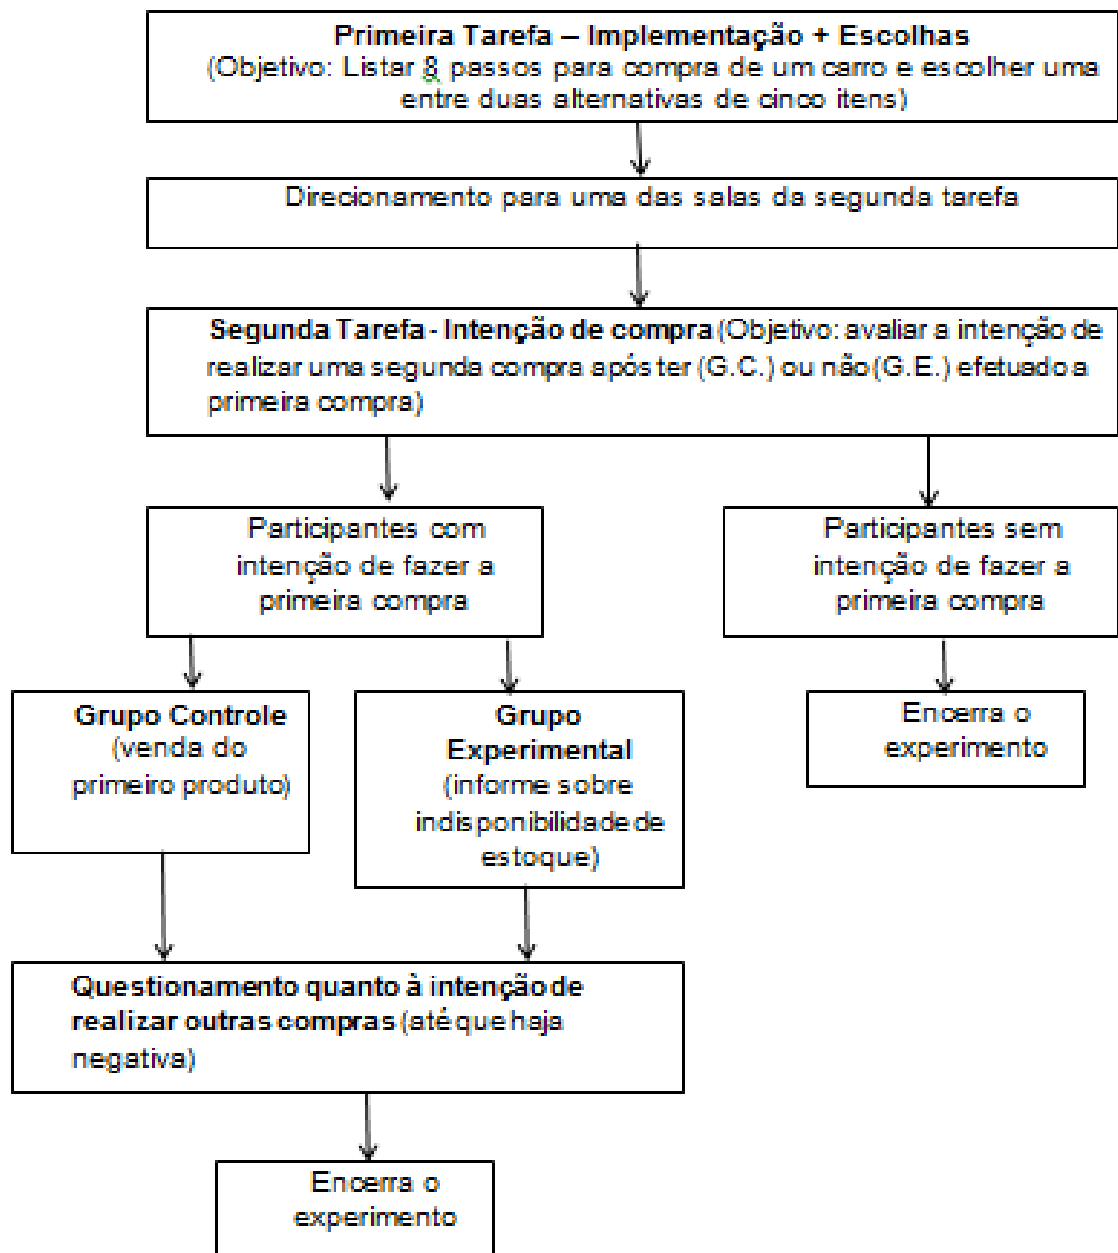 Primeira Tarefa – Implementação + Escolhas
(Objetivo: Listar 8 passos para compra de um carro e escolher uma
entre duas alternativas de cinco itens)
Direcionamento para uma das salas da segunda tarefa
Segunda Tarefa - Intenção de compra (Objetivo: avaliar a intenção de
realizar uma segunda compra após ter (G.C.) ou não (G.E.) efetuado a
primeira compra)
Participantes com
intenção de fazer a
primeira compra
Participantes sem
intenção de fazer a
primeira compra
Grupo Controle
(venda do
primeiro produto)
Grupo
Experimental
(informe sobre
indisponibilidade de
estoque)
Encerra o
experimento
Questionamento quanto à intenção de
realizar outras compras (até que haja
negativa)
Encerra o
experimento